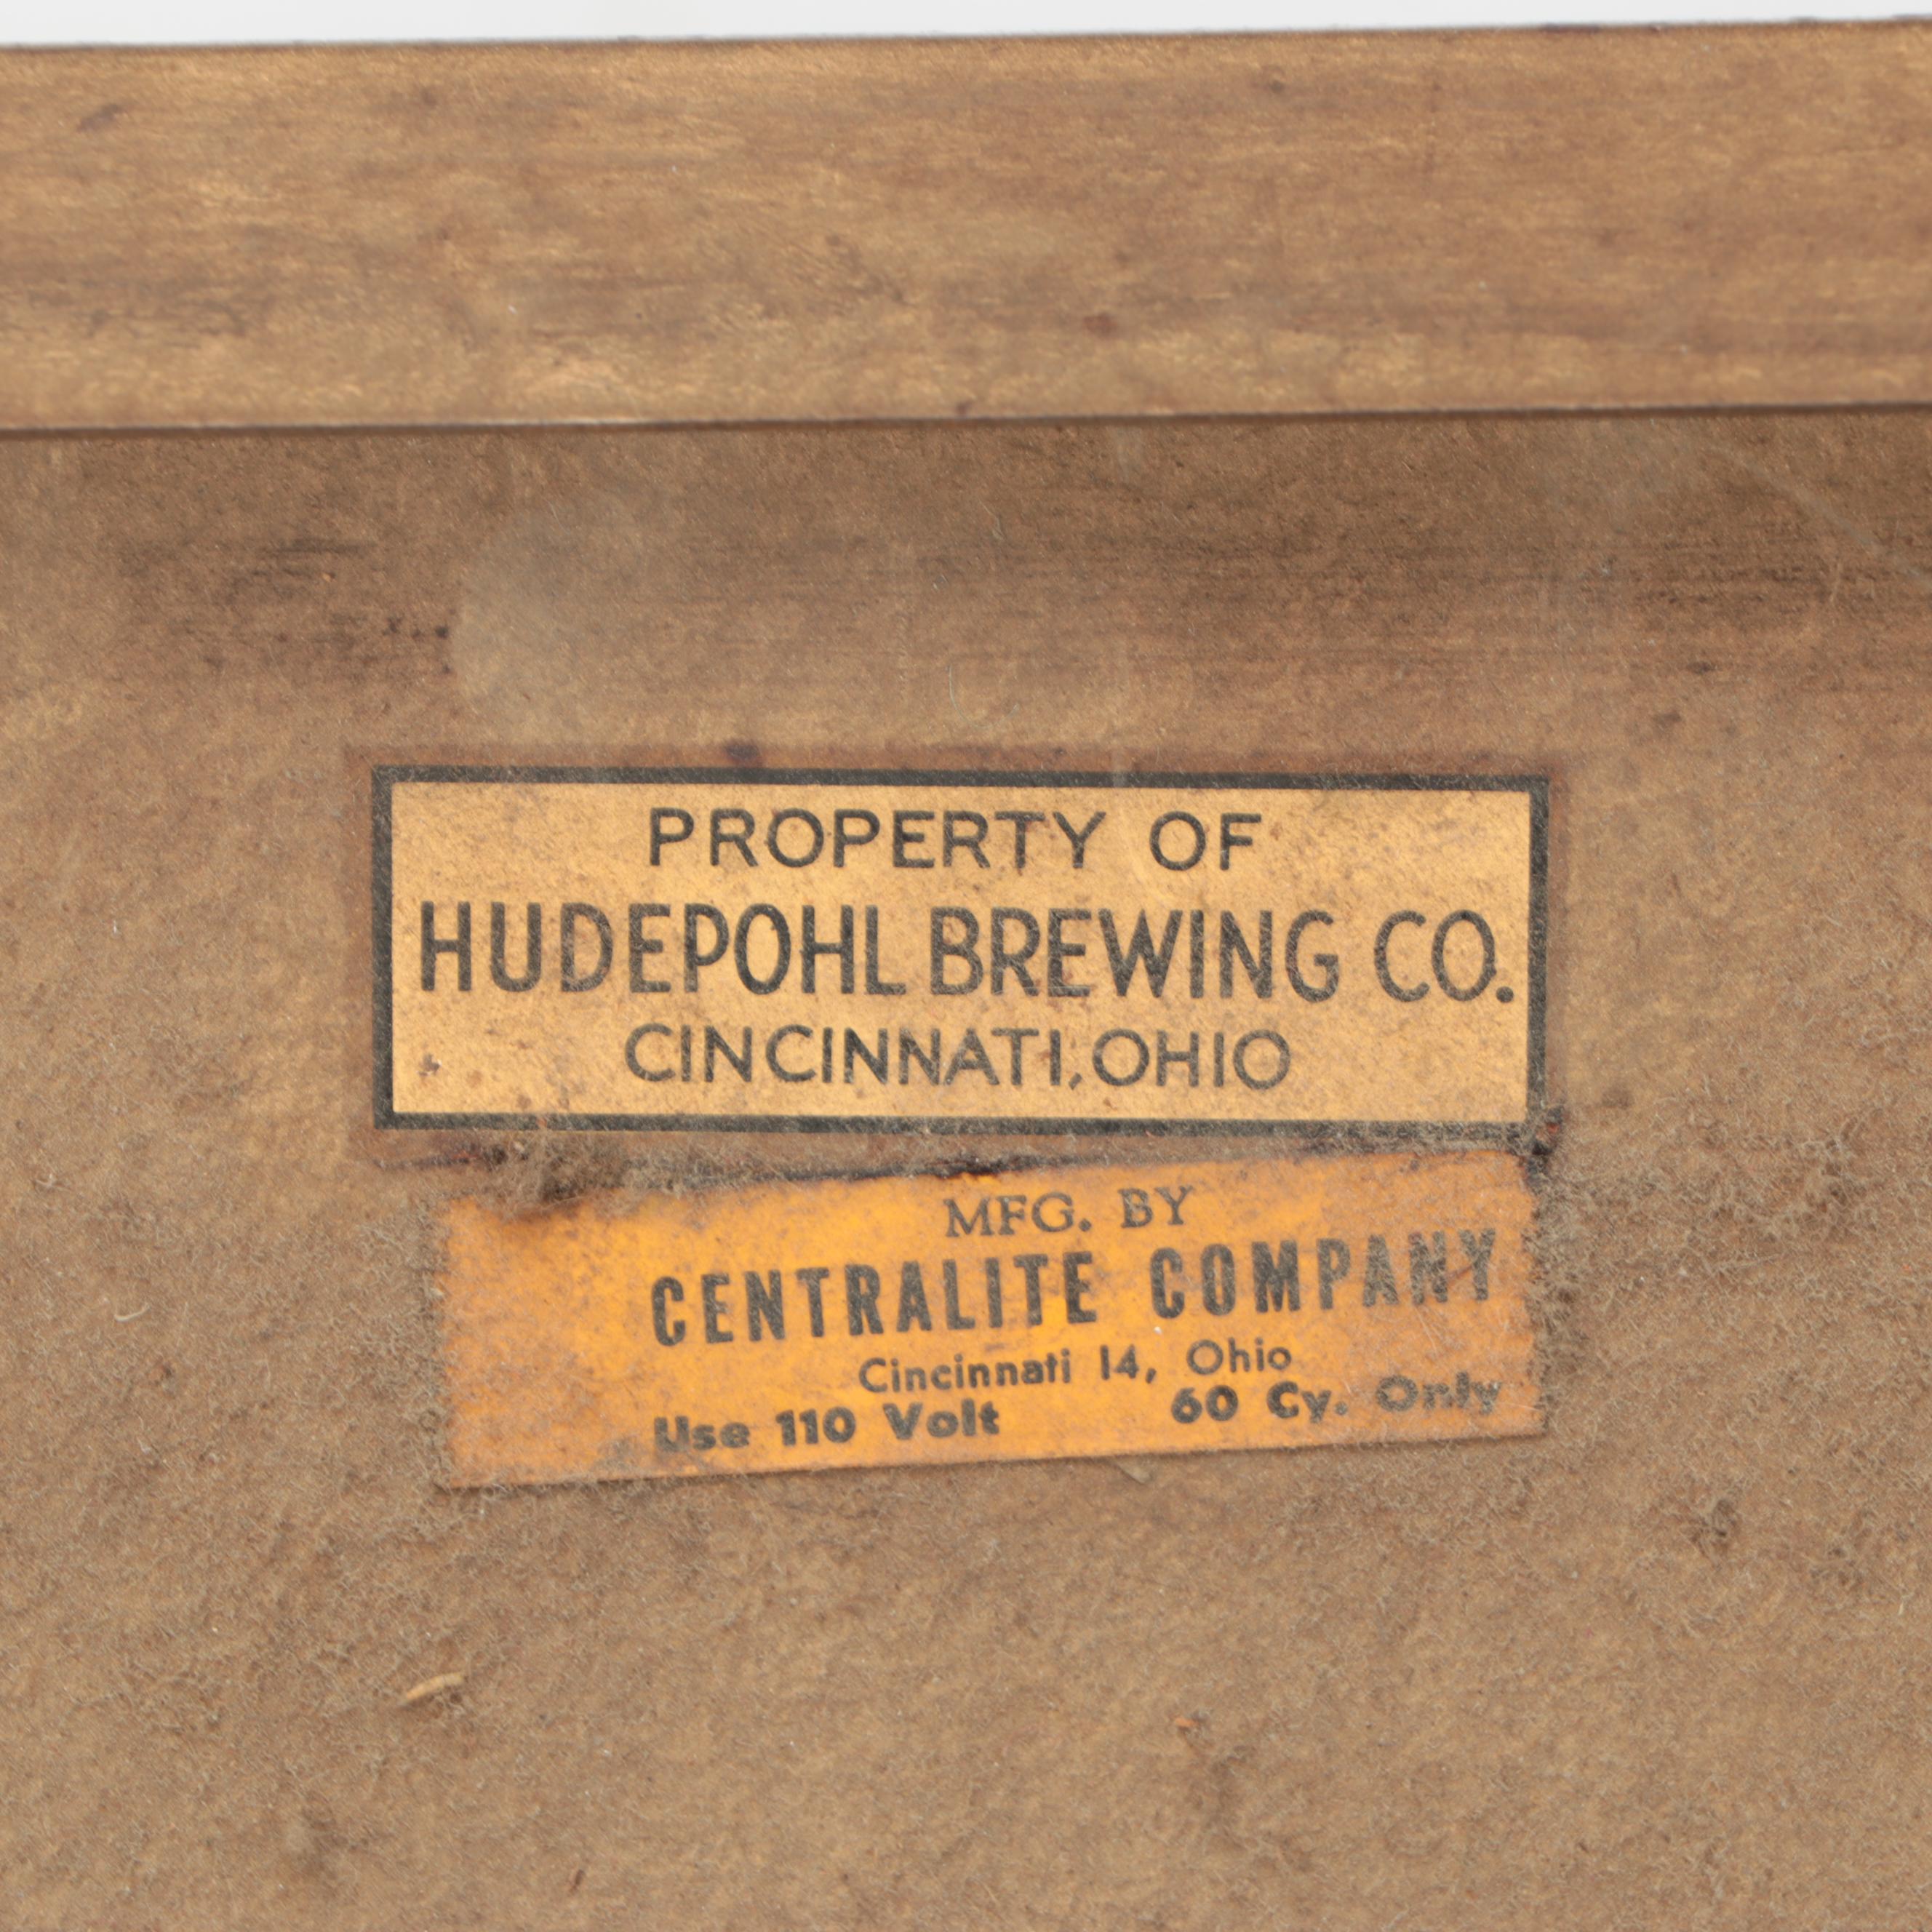 PROPERTY OF
HUDEPOHL BREWING CO.
CINCINNATI, OHIO
MFG. BY
CENTRALITE COMPANY
Cincinnati 14, Ohio
Use 110 Volt 60 Cy. Only